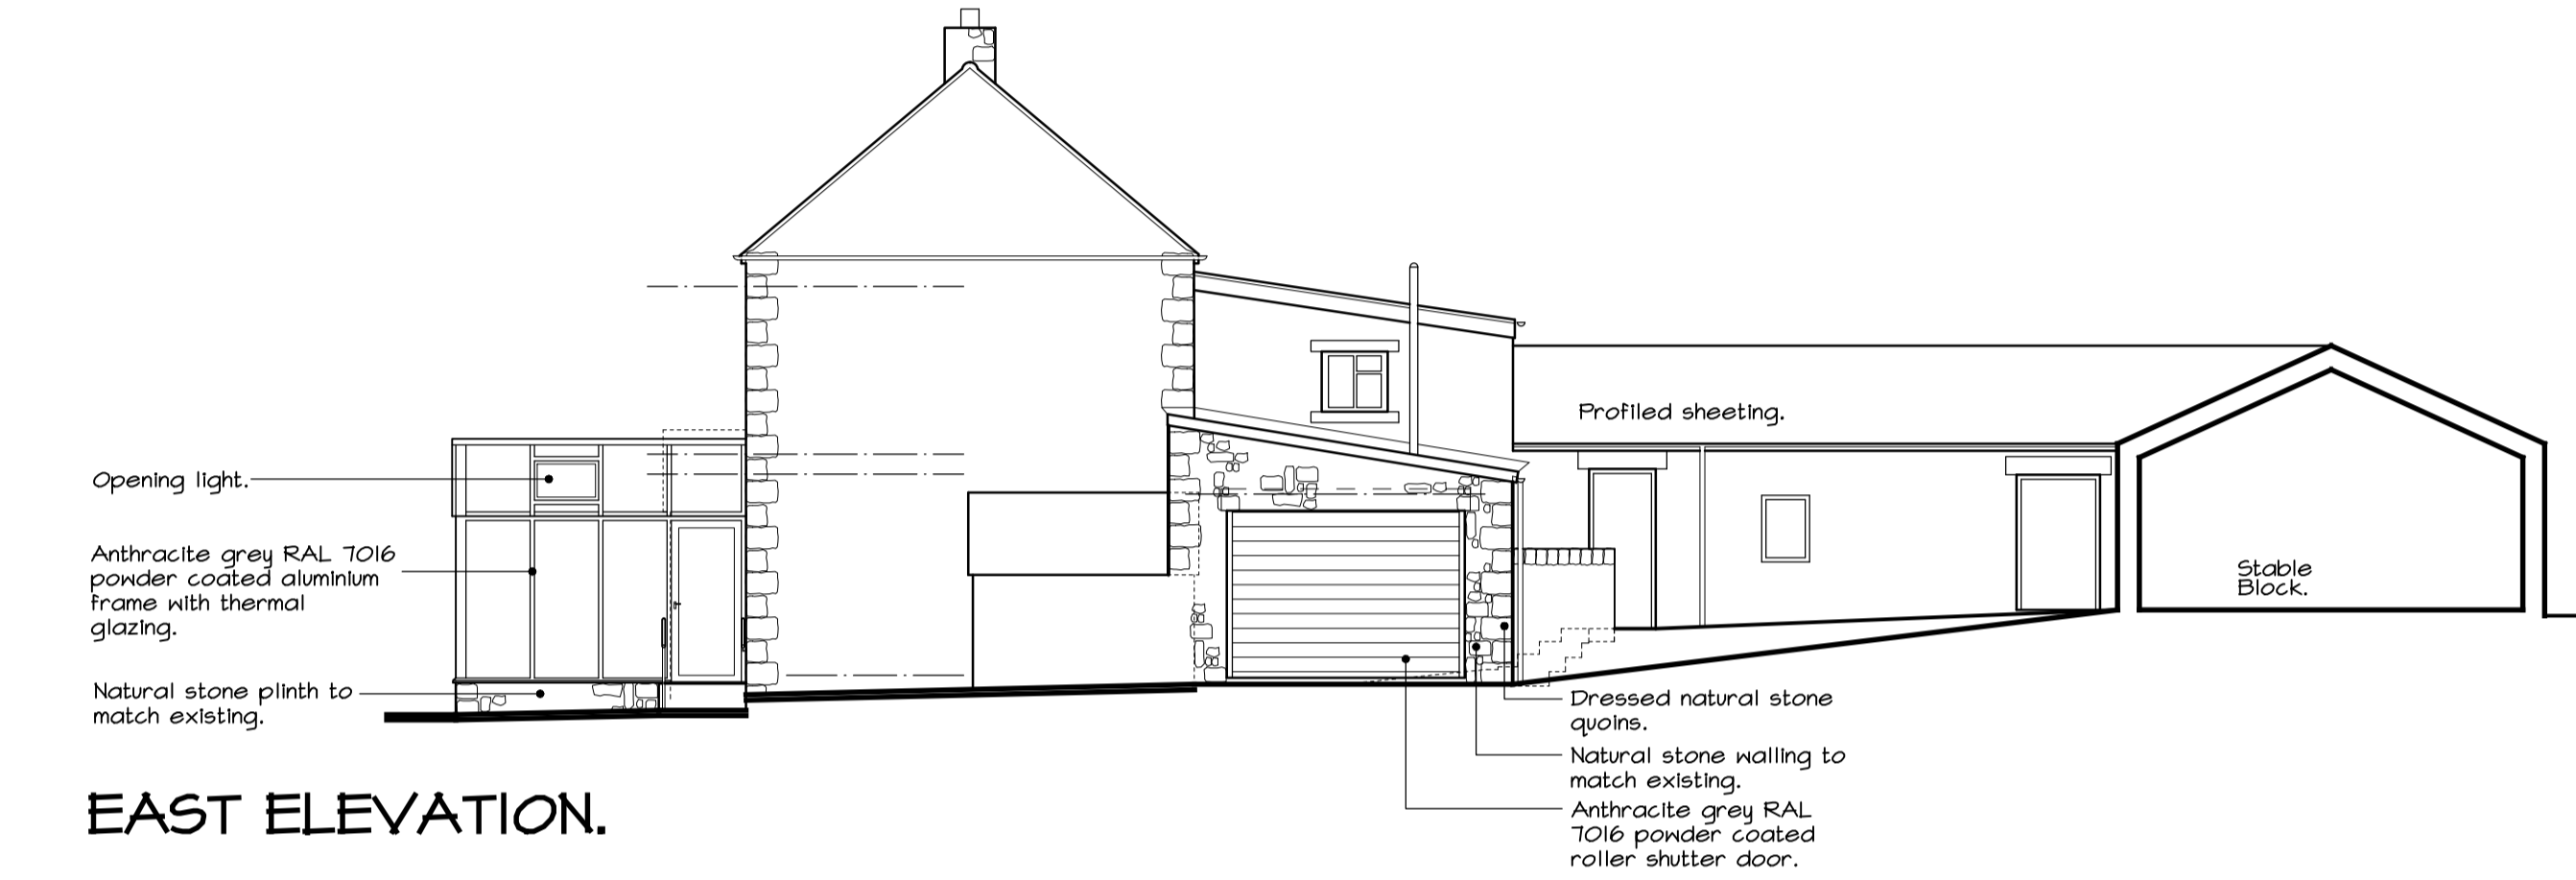 Profiled sheeting.
Opening light.
Anthracite grey RAL 7016
powder coated aluminium
frame with thermal
glazing.
Stable
Block.
Natural stone plinth to
match existing.
Dressed natural stone
quoins.
Natural stone walling to
match existing.
Anthracite grey RAL
7016 powder coated
roller shutter door.
EAST ELEVATION.